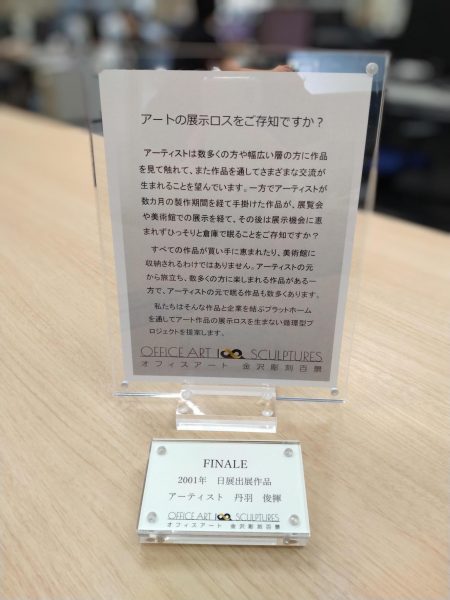 アートの展示ロスをご存知ですか？
アーティストは数多くの方や幅広い層の方に作品
を見て触れて、また作品を通してさまざまな交流が
生まれることを望んでいます。一方でアーティストが
数カ月の製作期間を経て手掛けた作品が、展覧会
や美術館での展示を経て、その後は展示機会に恵
まれずひっそりと倉庫で眠ることをご存知ですか？
すべての作品が買い手に恵まれたり、美術館に
収納されるわけではありません。アーティストの元
から旅立ち、数多くの方に楽しまれる作品がある一
方で、アーティストの元で眠る作品も数多くあります。
私たちはそんな作品と企業を結ぶプラットホーム
を通してアート作品の展示ロスを生まない循環型プ
ロジェクトを提案します。
OFFICE ART 100 SCULPTURES
オフィスアート 金沢彫刻百景
FINALE
2001年 日展出展作品
アーティスト 丹羽 俊輝
OFFICE ART 100 SCULPTURES
オフィスアート 金沢彫刻百景